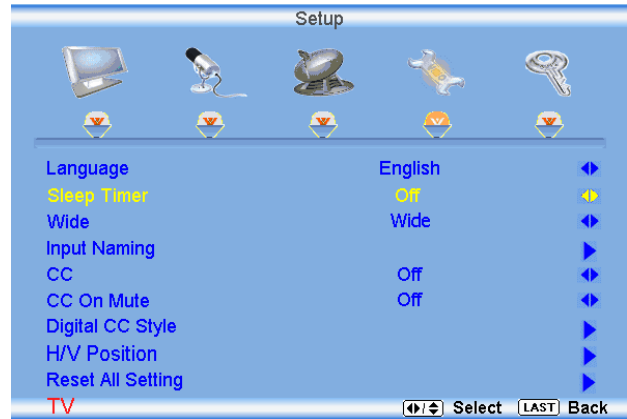 Setup
Language English
Sleep Timer Off
Wide Wide
Input Naming
CC Off
CC On Mute Off
Digital CC Style
H/V Position
Reset All Setting
TV Select LAST Back